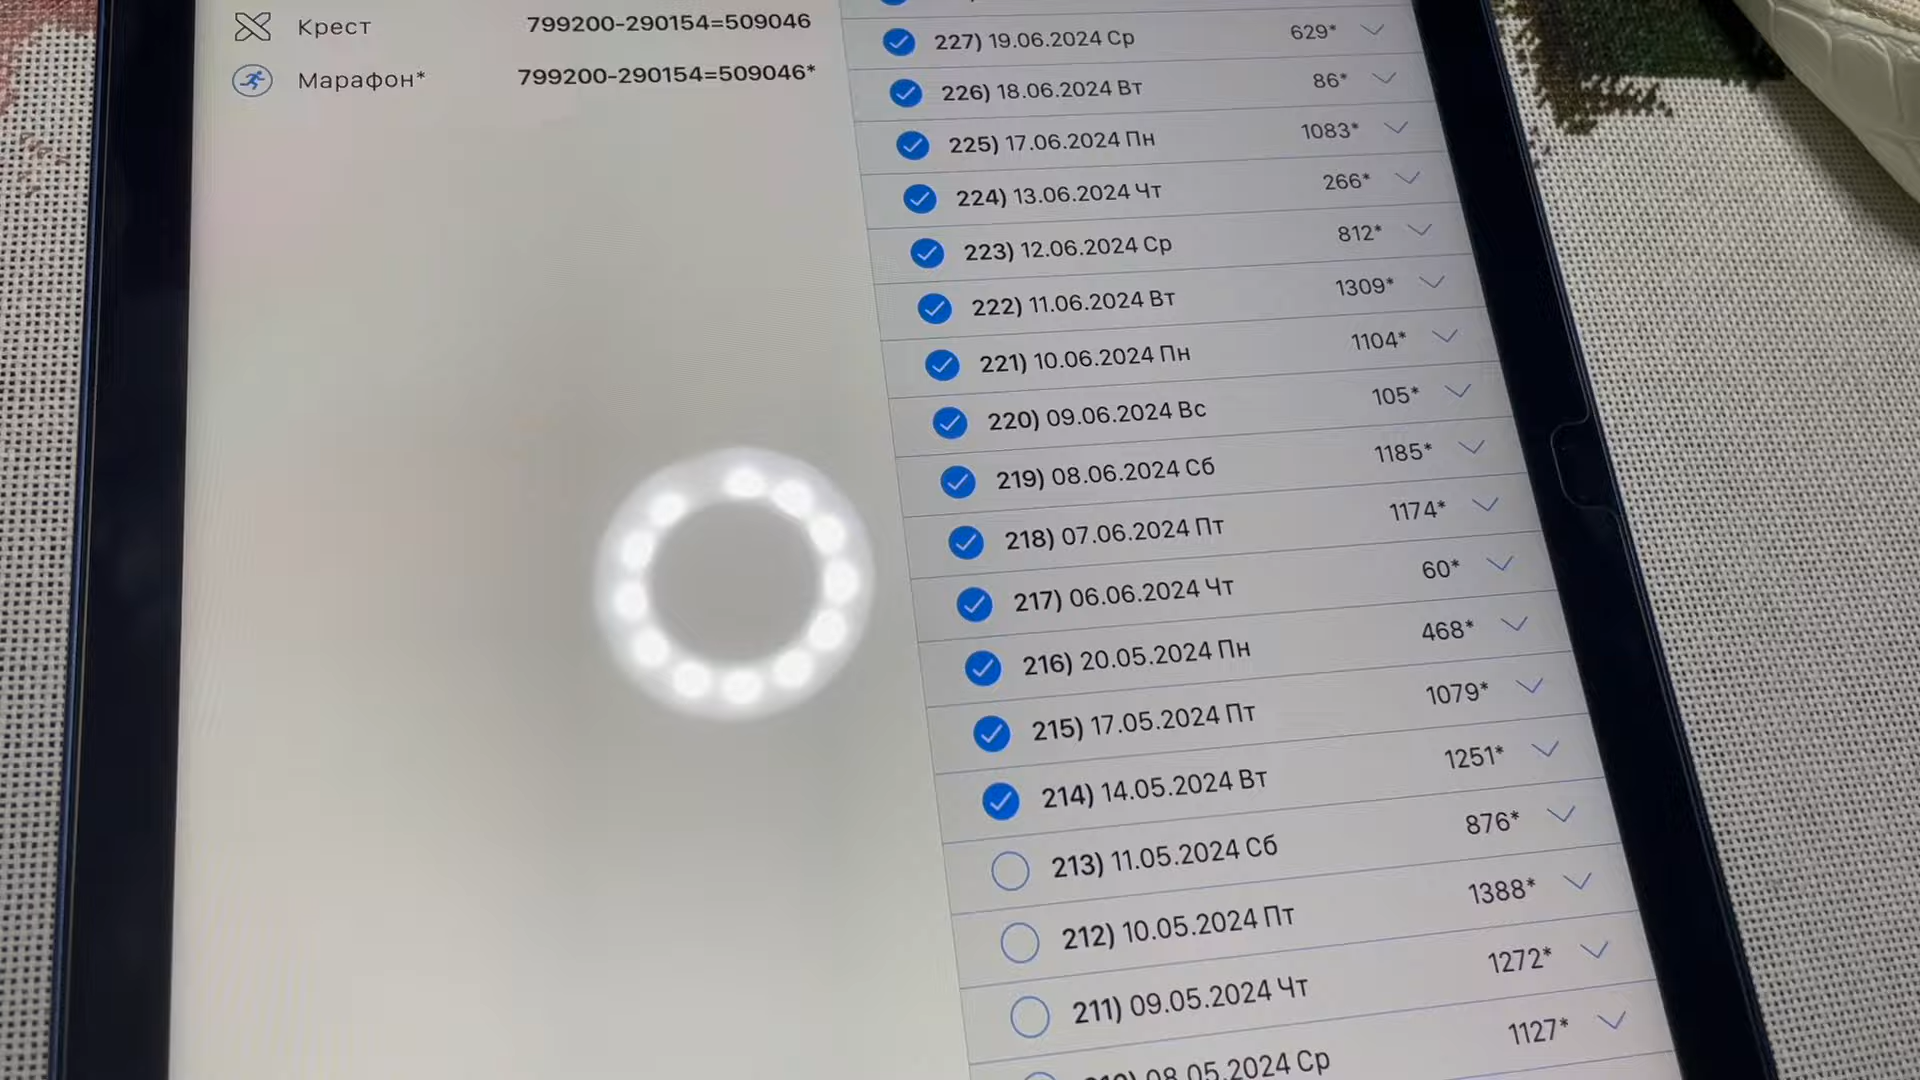 Крест 799200-290154=509046
Марафон* 799200-290154=509046*
227) 19.06.2024 Ср 629*
226) 18.06.2024 Вт 86*
225) 17.06.2024 Пн 1083*
224) 13.06.2024 Чт 266*
223) 12.06.2024 Ср 812*
222) 11.06.2024 Вт 1309*
221) 10.06.2024 Пн 1104*
220) 09.06.2024 Вс 105*
219) 08.06.2024 Сб 1185*
218) 07.06.2024 Пт 1174*
217) 06.06.2024 Чт 60*
216) 20.05.2024 Пн 468*
215) 17.05.2024 Пт 1079*
214) 14.05.2024 Вт 1251*
213) 11.05.2024 Сб 876*
212) 10.05.2024 Пт 1388*
211) 09.05.2024 Чт 1272*
08.05.2024 Ср 1127*